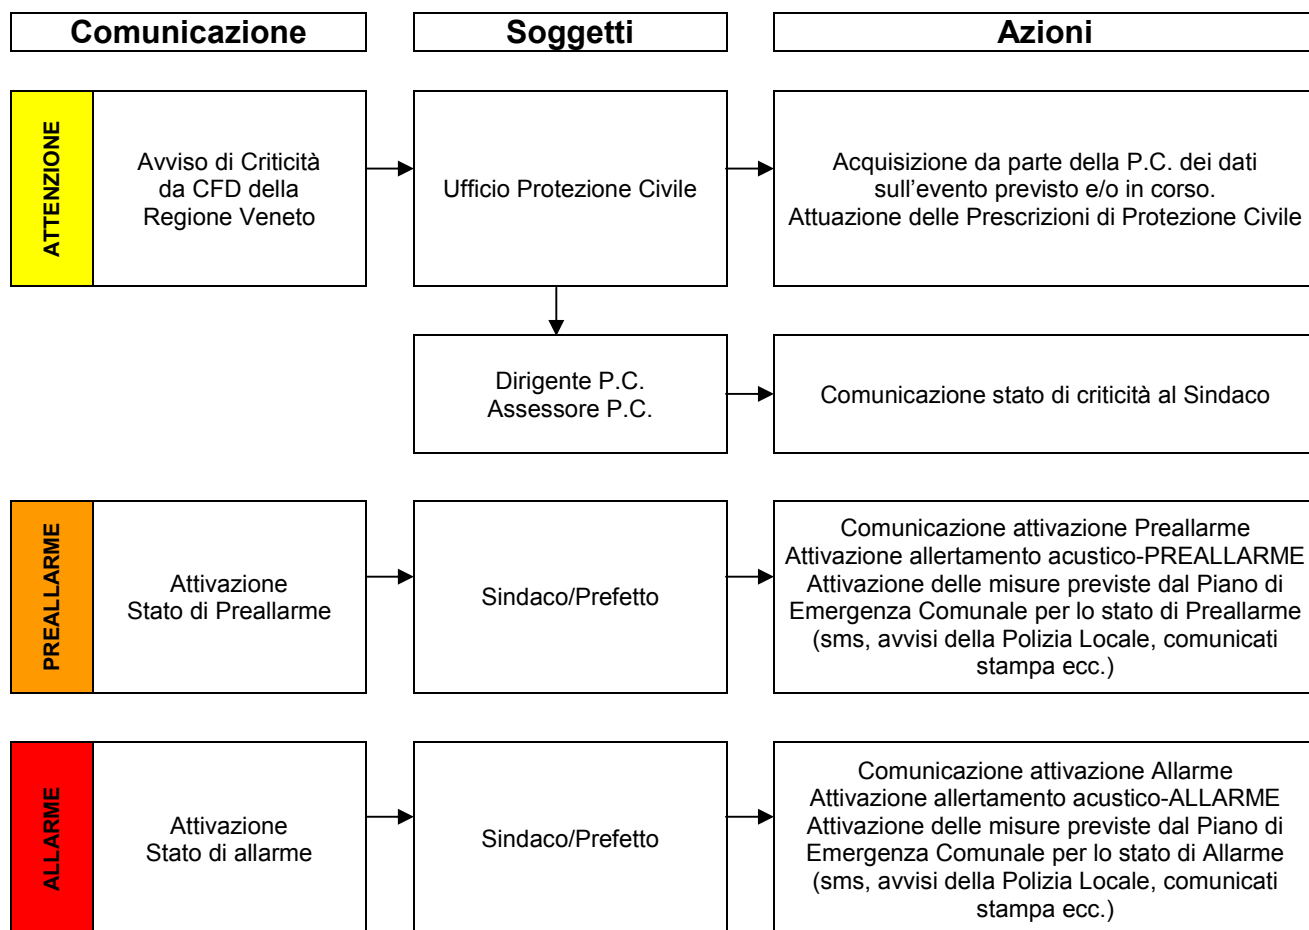 Comunicazione
Soggetti
Azioni
ATTENZIONE
Avviso di Criticità
da CFD della
Regione Veneto
Ufficio Protezione Civile
Acquisizione da parte della P.C. dei dati
sull'evento previsto e/o in corso.
Attuazione delle Prescrizioni di Protezione Civile
Dirigente P.C.
Assessore P.C.
Comunicazione stato di criticità al Sindaco
PREALLARME
Attivazione
Stato di Preallarme
Sindaco/Prefetto
Comunicazione attivazione Preallarme
Attivazione allertamento acustico-PREALLARME
Attivazione delle misure previste dal Piano di
Emergenza Comunale per lo stato di Preallarme
(sms, avvisi della Polizia Locale, comunicati
stampa ecc.)
ALLARME
Attivazione
Stato di allarme
Sindaco/Prefetto
Comunicazione attivazione Allarme
Attivazione allertamento acustico-ALLARME
Attivazione delle misure previste dal Piano di
Emergenza Comunale per lo stato di Allarme
(sms, avvisi della Polizia Locale, comunicati
stampa ecc.)